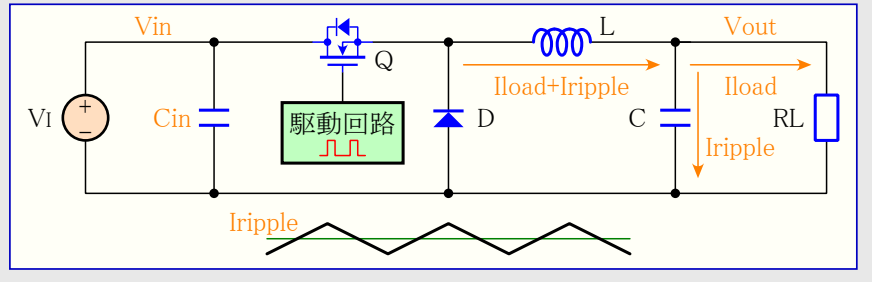 Vin
L
Vout
Q
Iload+Iripple
Iload
VI
+
−
Cin
駆動回路
D
C
RL
Iripple
Iripple